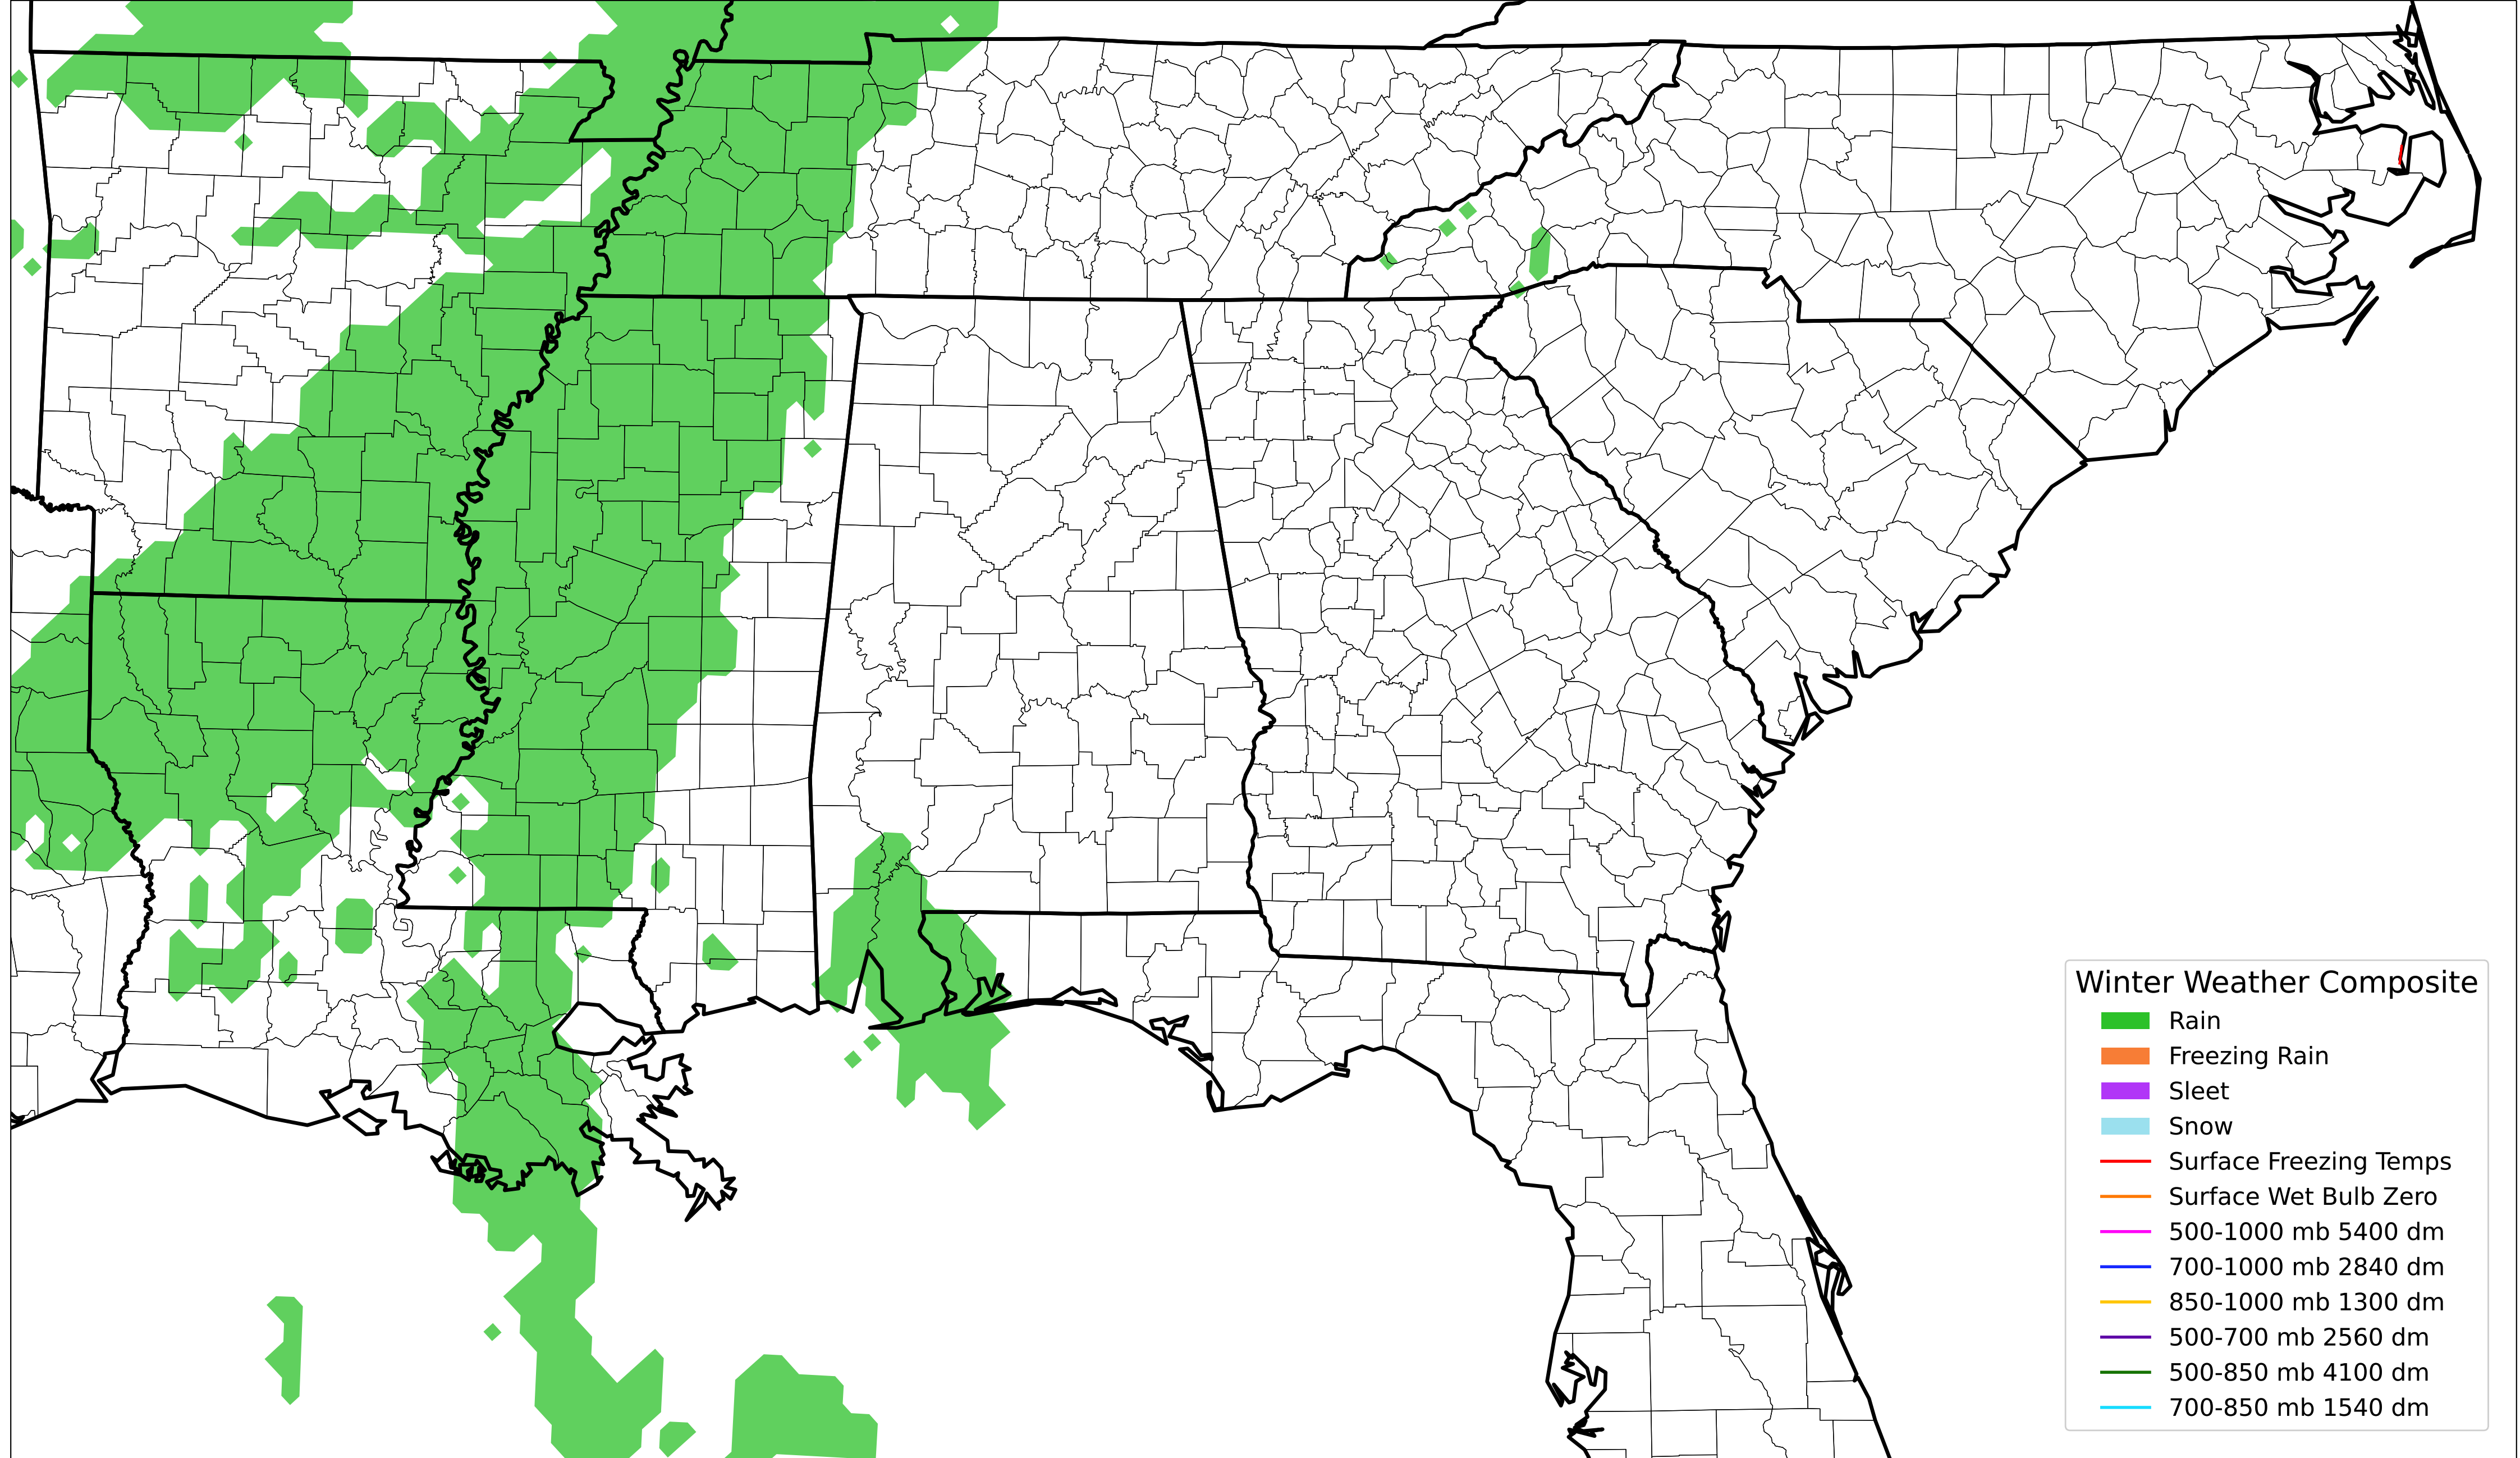 Winter Weather Composite
Rain
Freezing Rain
Sleet
Snow
Surface Freezing Temps
Surface Wet Bulb Zero
500-1000 mb 5400 dm
700-1000 mb 2840 dm
850-1000 mb 1300 dm
500-700 mb 2560 dm
500-850 mb 4100 dm
700-850 mb 1540 dm